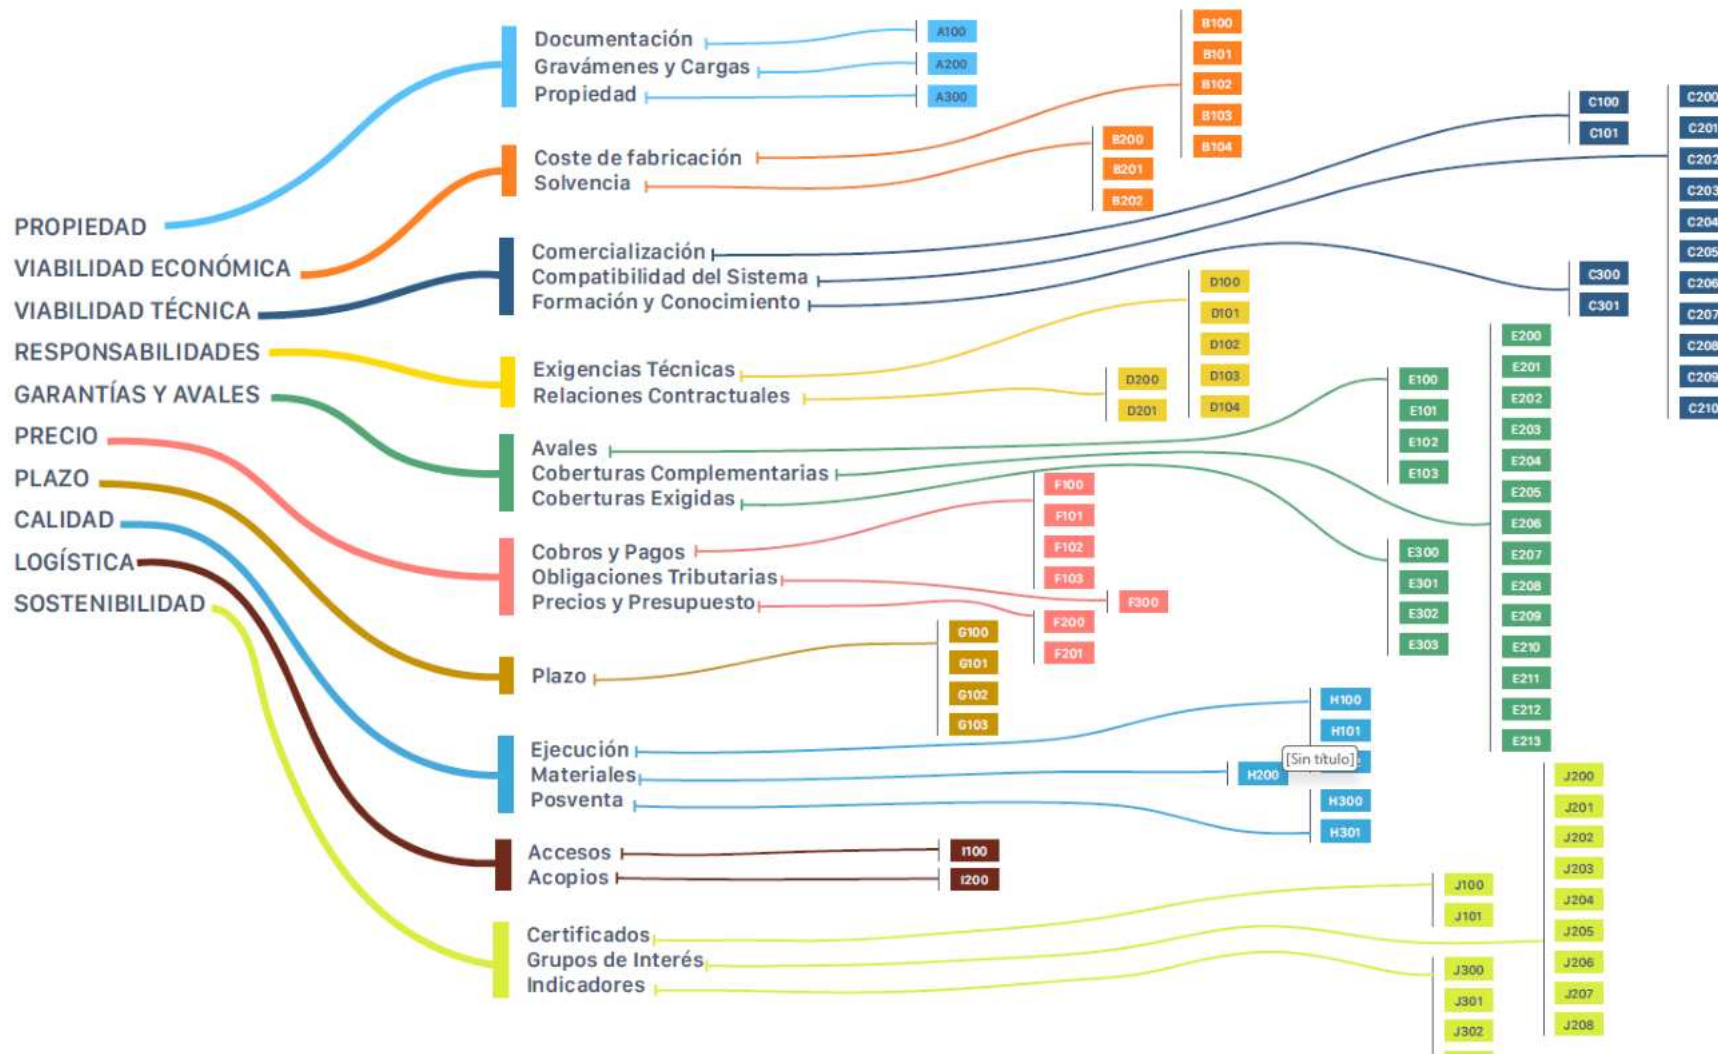 PROPIEDAD
VIABILIDAD ECONÓMICA
VIABILIDAD TÉCNICA
RESPONSABILIDADES
GARANTÍAS Y AVALES
PRECIO
PLAZO
CALIDAD
LOGÍSTICA
SOSTENIBILIDAD
Documentación
A100
Gravámenes y Cargas
A200
Propiedad
A300
Coste de fabricación
B100
B101
B102
B103
B104
Solvencia
B200
B201
B202
Comercialización
C100
C101
Compatibilidad del Sistema
C200
C201
C202
C203
C204
C205
C206
C207
C208
C209
C210
Formación y Conocimiento
C300
C301
Exigencias Técnicas
D100
D101
D102
D103
D104
Relaciones Contractuales
D200
D201
Avales
E100
E101
E102
E103
Coberturas Complementarias
E200
E201
E202
E203
E204
E205
E206
E207
E208
E209
E210
E211
E212
E213
Coberturas Exigidas
E300
E301
E302
E303
Cobros y Pagos
F100
F101
F102
F103
Obligaciones Tributarias
F300
Precios y Presupuesto
F200
F201
Plazo
G100
G101
G102
G103
Ejecución
H100
H101
[Sin título]
Materiales
H200
Posventa
H300
H301
Accesos
I100
Acopios
I200
Certificados
J100
J101
Grupos de Interés
J200
J201
J202
J203
J204
J205
J206
J207
J208
Indicadores
J300
J301
J302